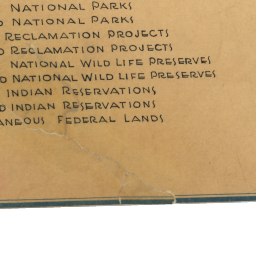 NATIONAL PARKS
NATIONAL PARKS
RECLAMATION PROJECTS
RECLAMATION PROJECTS
NATIONAL WILD LIFE PRESERVES
NATIONAL WILD LIFE PRESERVES
INDIAN RESERVATIONS
INDIAN RESERVATIONS
FEDERAL LANDS